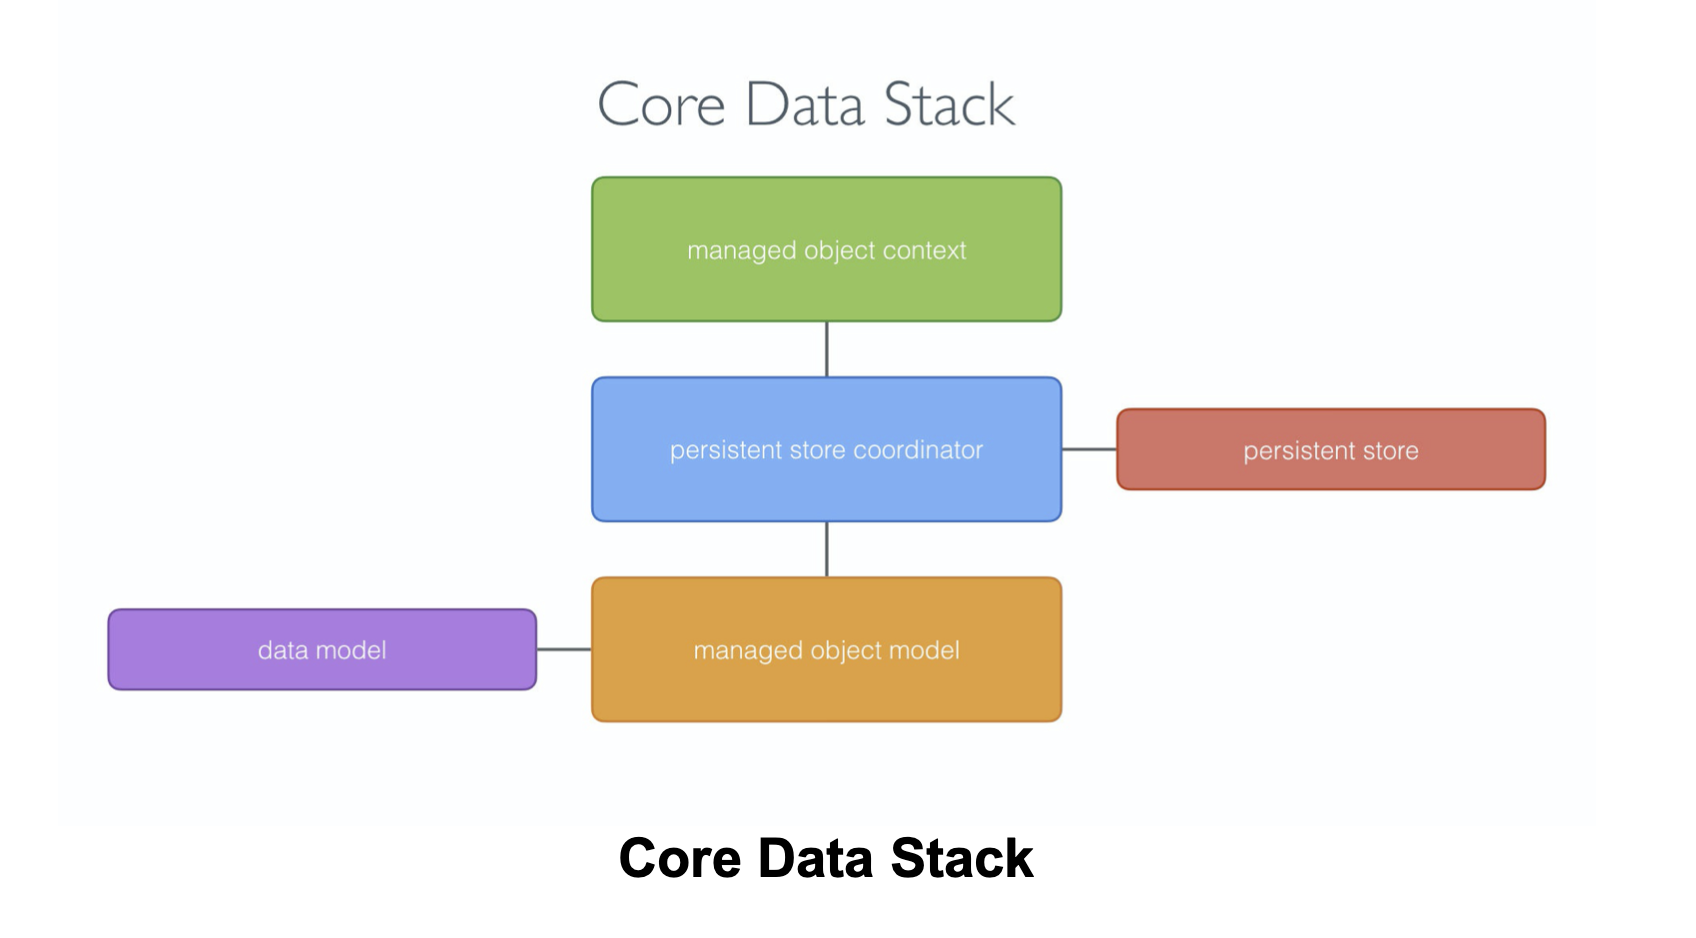 Core Data Stack
managed object context
persistent store coordinator
persistent store
data model
managed object model
Core Data Stack